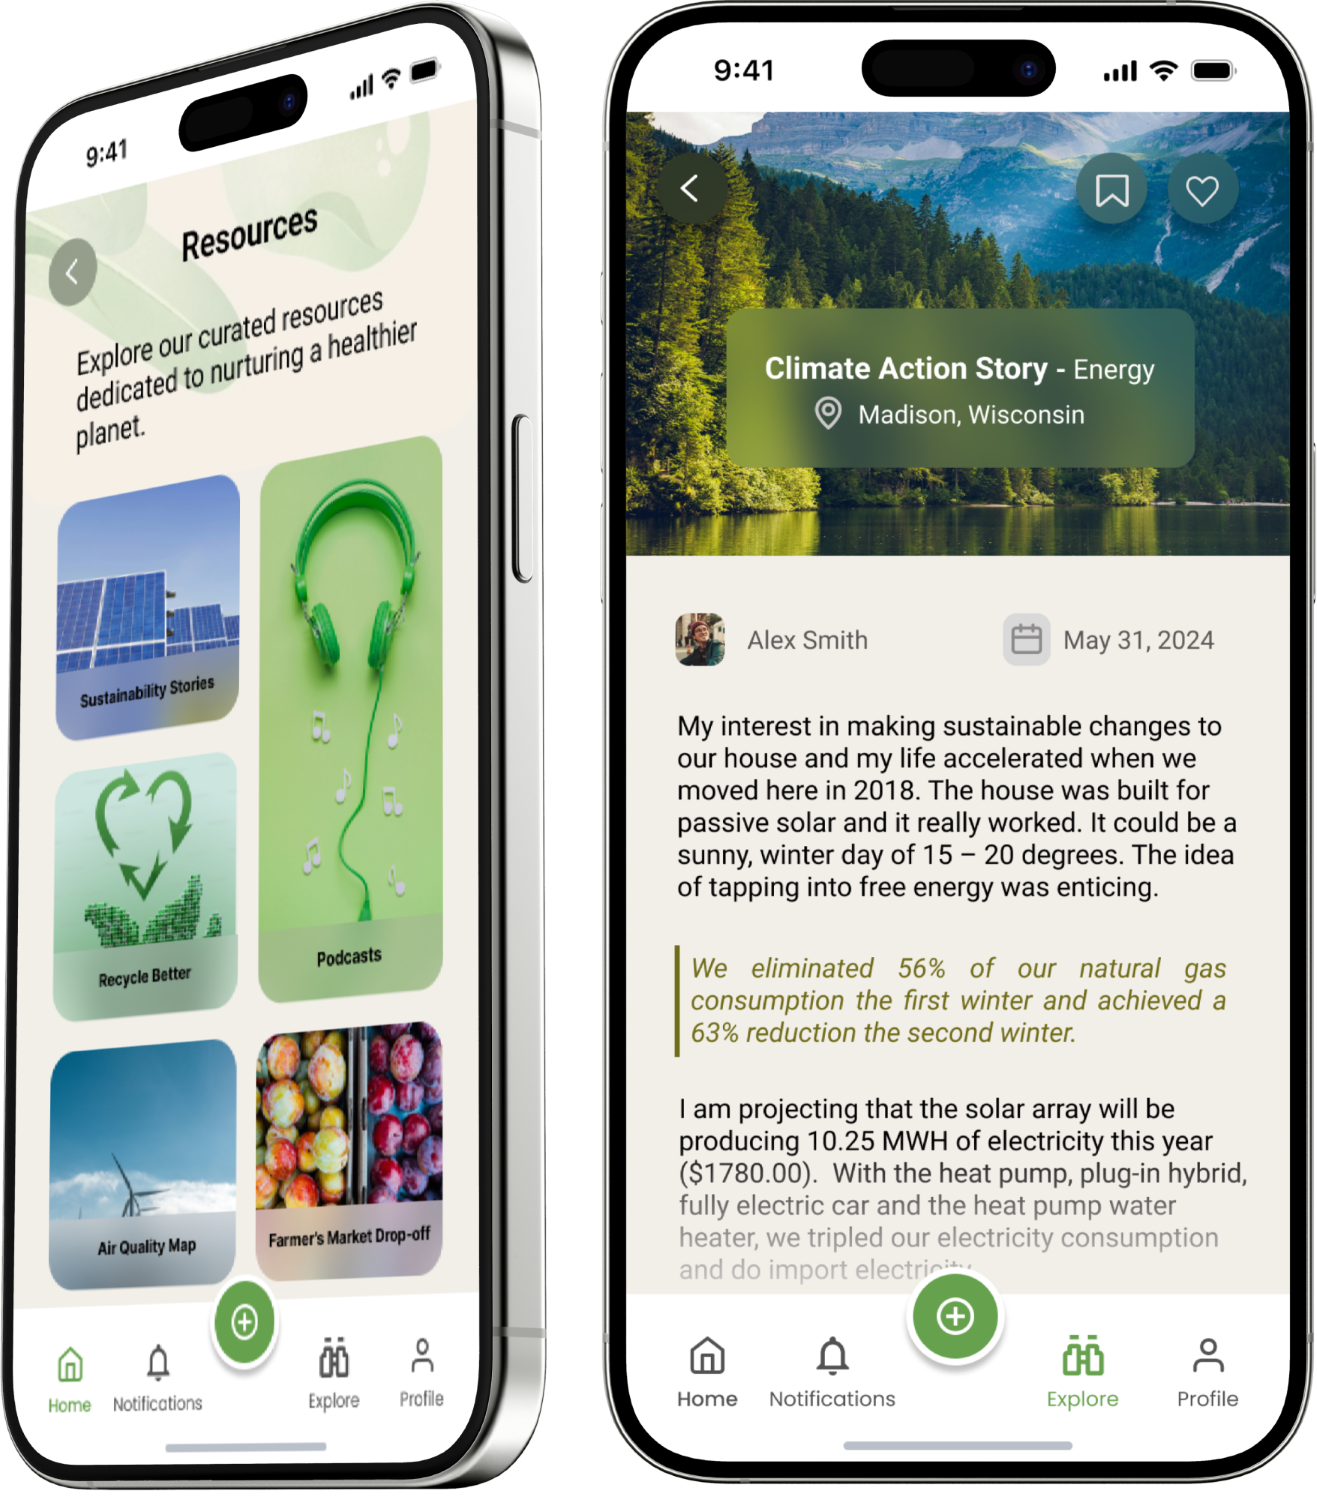 9:41
Resources
Explore our curated resources
dedicated to nurturing a healthier
planet.
Sustainability Stories
Podcasts
Recycle Better
Air Quality Map
Farmer's Market Drop-off
Home
Notifications
Explore
Profile
9:41
Climate Action Story - Energy
Madison, Wisconsin
Alex Smith
May 31, 2024
My interest in making sustainable changes to
our house and my life accelerated when we
moved here in 2018. The house was built for
passive solar and it really worked. It could be a
sunny, winter day of 15 – 20 degrees. The idea
of tapping into free energy was enticing.
We eliminated 56% of our natural gas
consumption the first winter and achieved a
63% reduction the second winter.
I am projecting that the solar array will be
producing 10.25 MWH of electricity this year
($1780.00). With the heat pump, plug-in hybrid,
fully electric car and the heat pump water
heater, we tripled our electricity consumption
and do import electricity
Home
Notifications
Explore
Profile